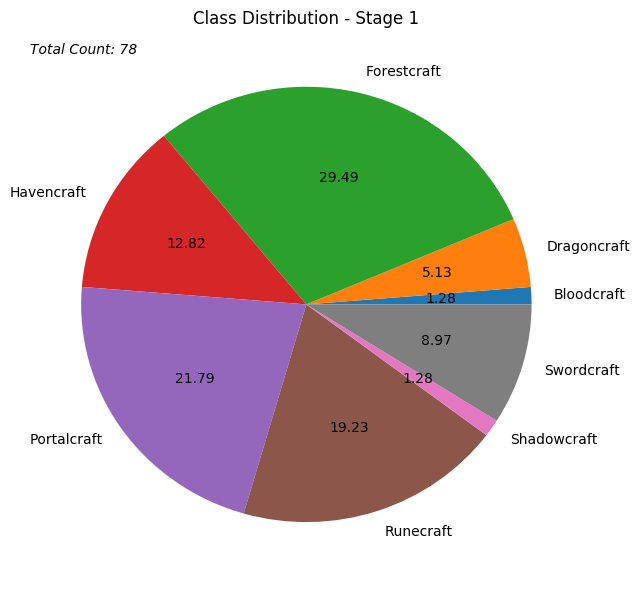 Class Distribution - Stage 1
Total Count: 78
Forestcraft
29.49
Havencraft
12.82
Dragoncraft
5.13
Bloodcraft
1.28
Swordcraft
8.97
Portalcraft
21.79
Shadowcraft
1.28
Runecraft
19.23